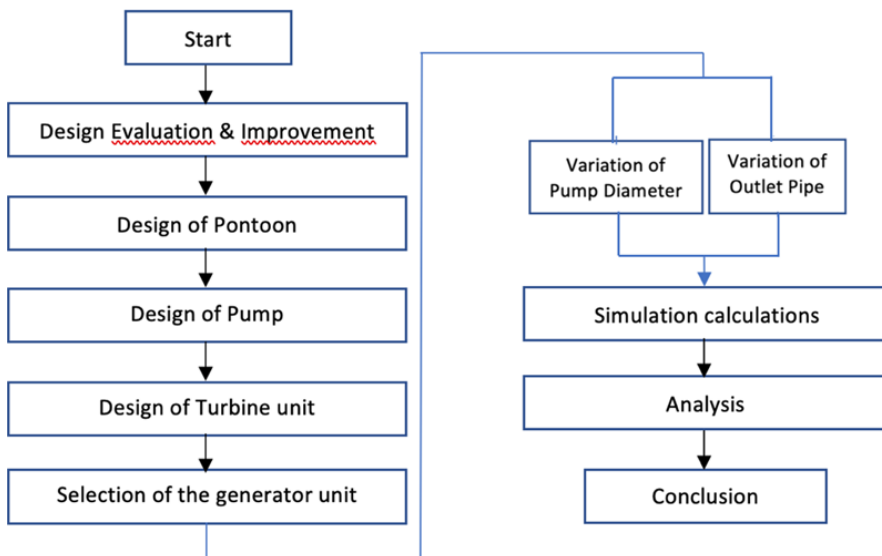 Start
Design Evaluation & Improvement
Design of Pontoon
Design of Pump
Design of Turbine unit
Selection of the generator unit
Variation of
Pump Diameter
Variation of
Outlet Pipe
Simulation calculations
Analysis
Conclusion